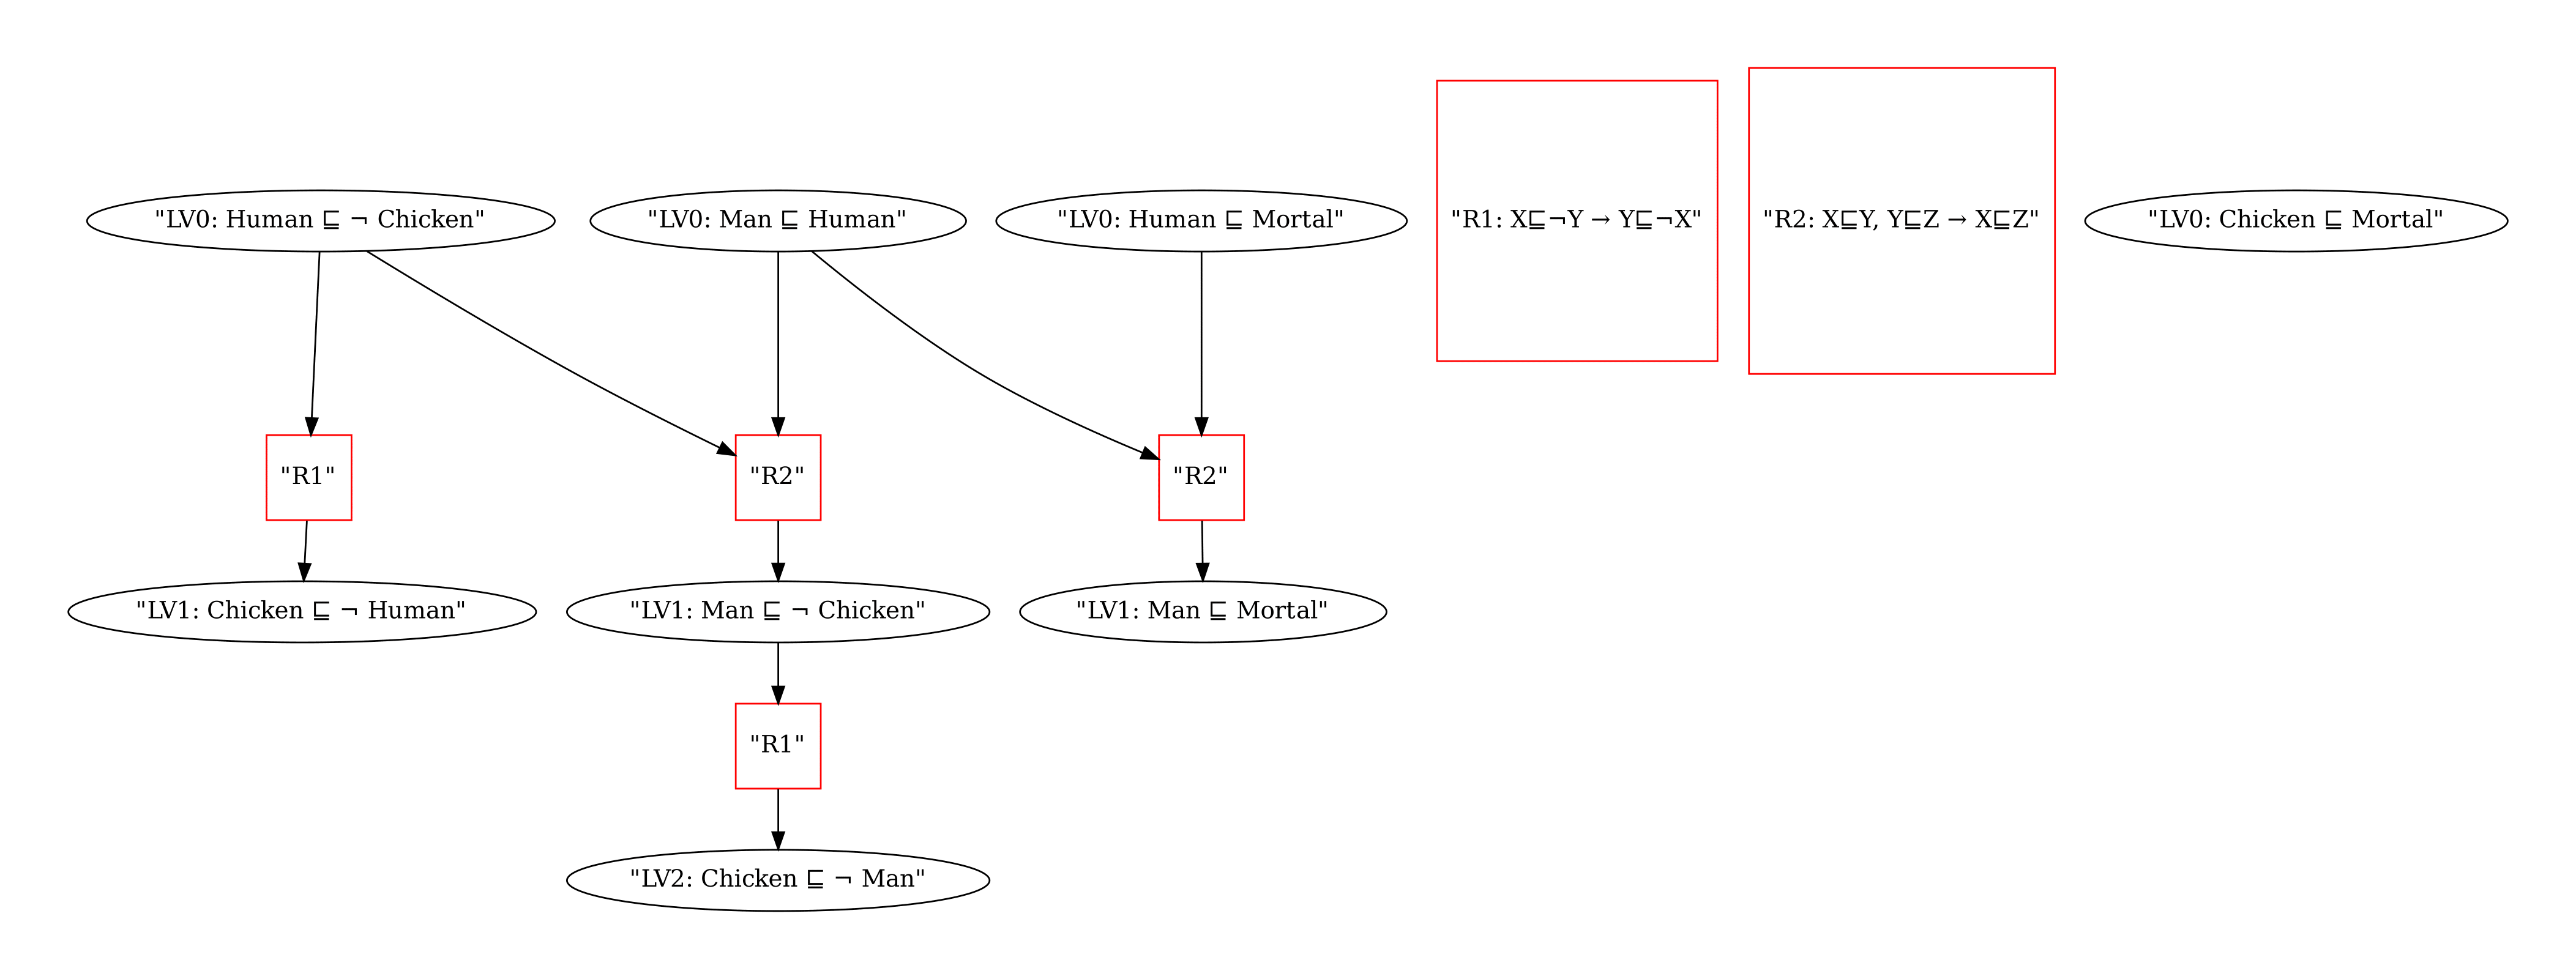 "LV0: Human ⊑ ¬ Chicken"
"LV0: Man ⊑ Human"
"LV0: Human ⊑ Mortal"
"R1: X⊑¬Y → Y⊑¬X"
"R2: X⊑Y, Y⊑Z → X⊑Z"
"LV0: Chicken ⊑ Mortal"
"R1"
"R2"
"R2"
"LV1: Chicken ⊑ ¬ Human"
"LV1: Man ⊑ ¬ Chicken"
"LV1: Man ⊑ Mortal"
"R1"
"LV2: Chicken ⊑ ¬ Man"